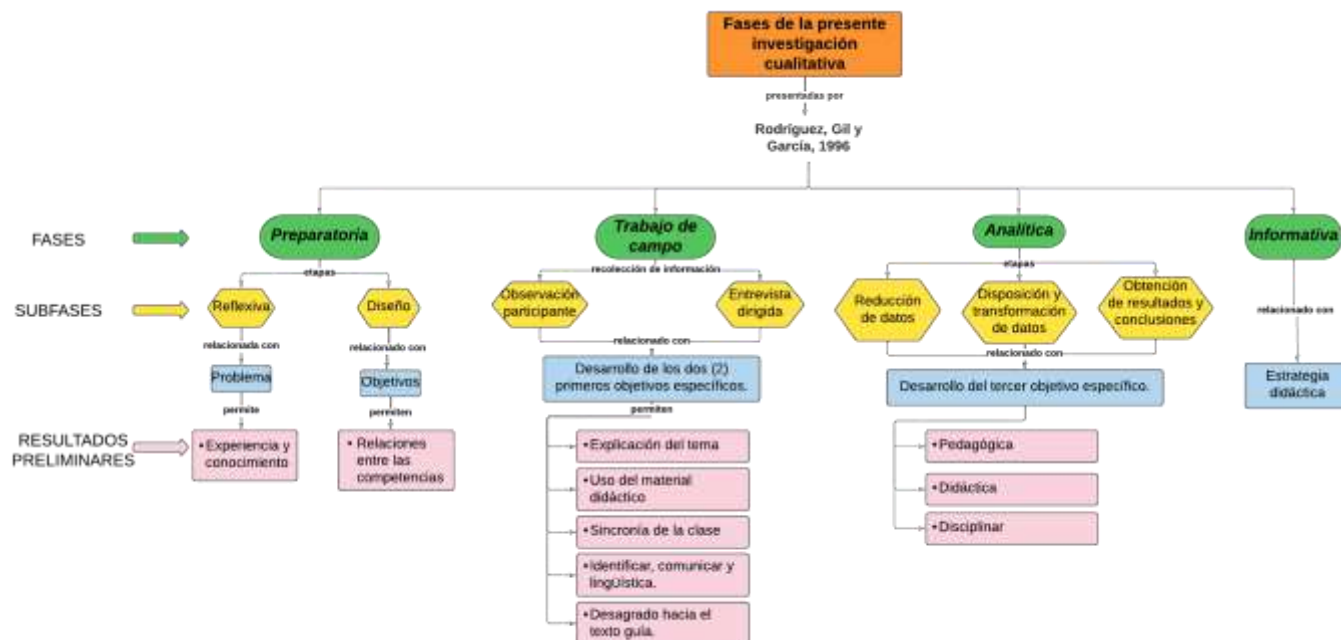 Fases de la presente
investigación
cualitativa
presentadas por
Rodríguez, Gil y
García, 1996
FASES
Preparatoria
Trabajo de
campo
Analítica
Informativa
etapas
recolección de información
etapas
SUBFASES
Reflexiva
Diseño
Observación
participante
Entrevista
dirigida
Reducción
de datos
Disposición y
transformación
de datos
Obtención
de resultados y
conclusiones
relacionado con
relacionada con
relacionado con
relacionado con
relacionado con
Problema
Objetivos
Desarrollo de los dos (2)
primeros objetivos específicos.
Desarrollo del tercer objetivo específico.
Estrategia
didáctica
permite
permiten
permiten
RESULTADOS
PRELIMINARES
• Experiencia y
conocimiento
• Relaciones
entre las
competencias
• Explicación del tema
• Uso del material
didáctico
• Sincronía de la clase
• Identificar, comunicar y
lingüística.
• Desagrado hacia el
texto guía.
• Pedagógica
• Didáctica
• Disciplinar